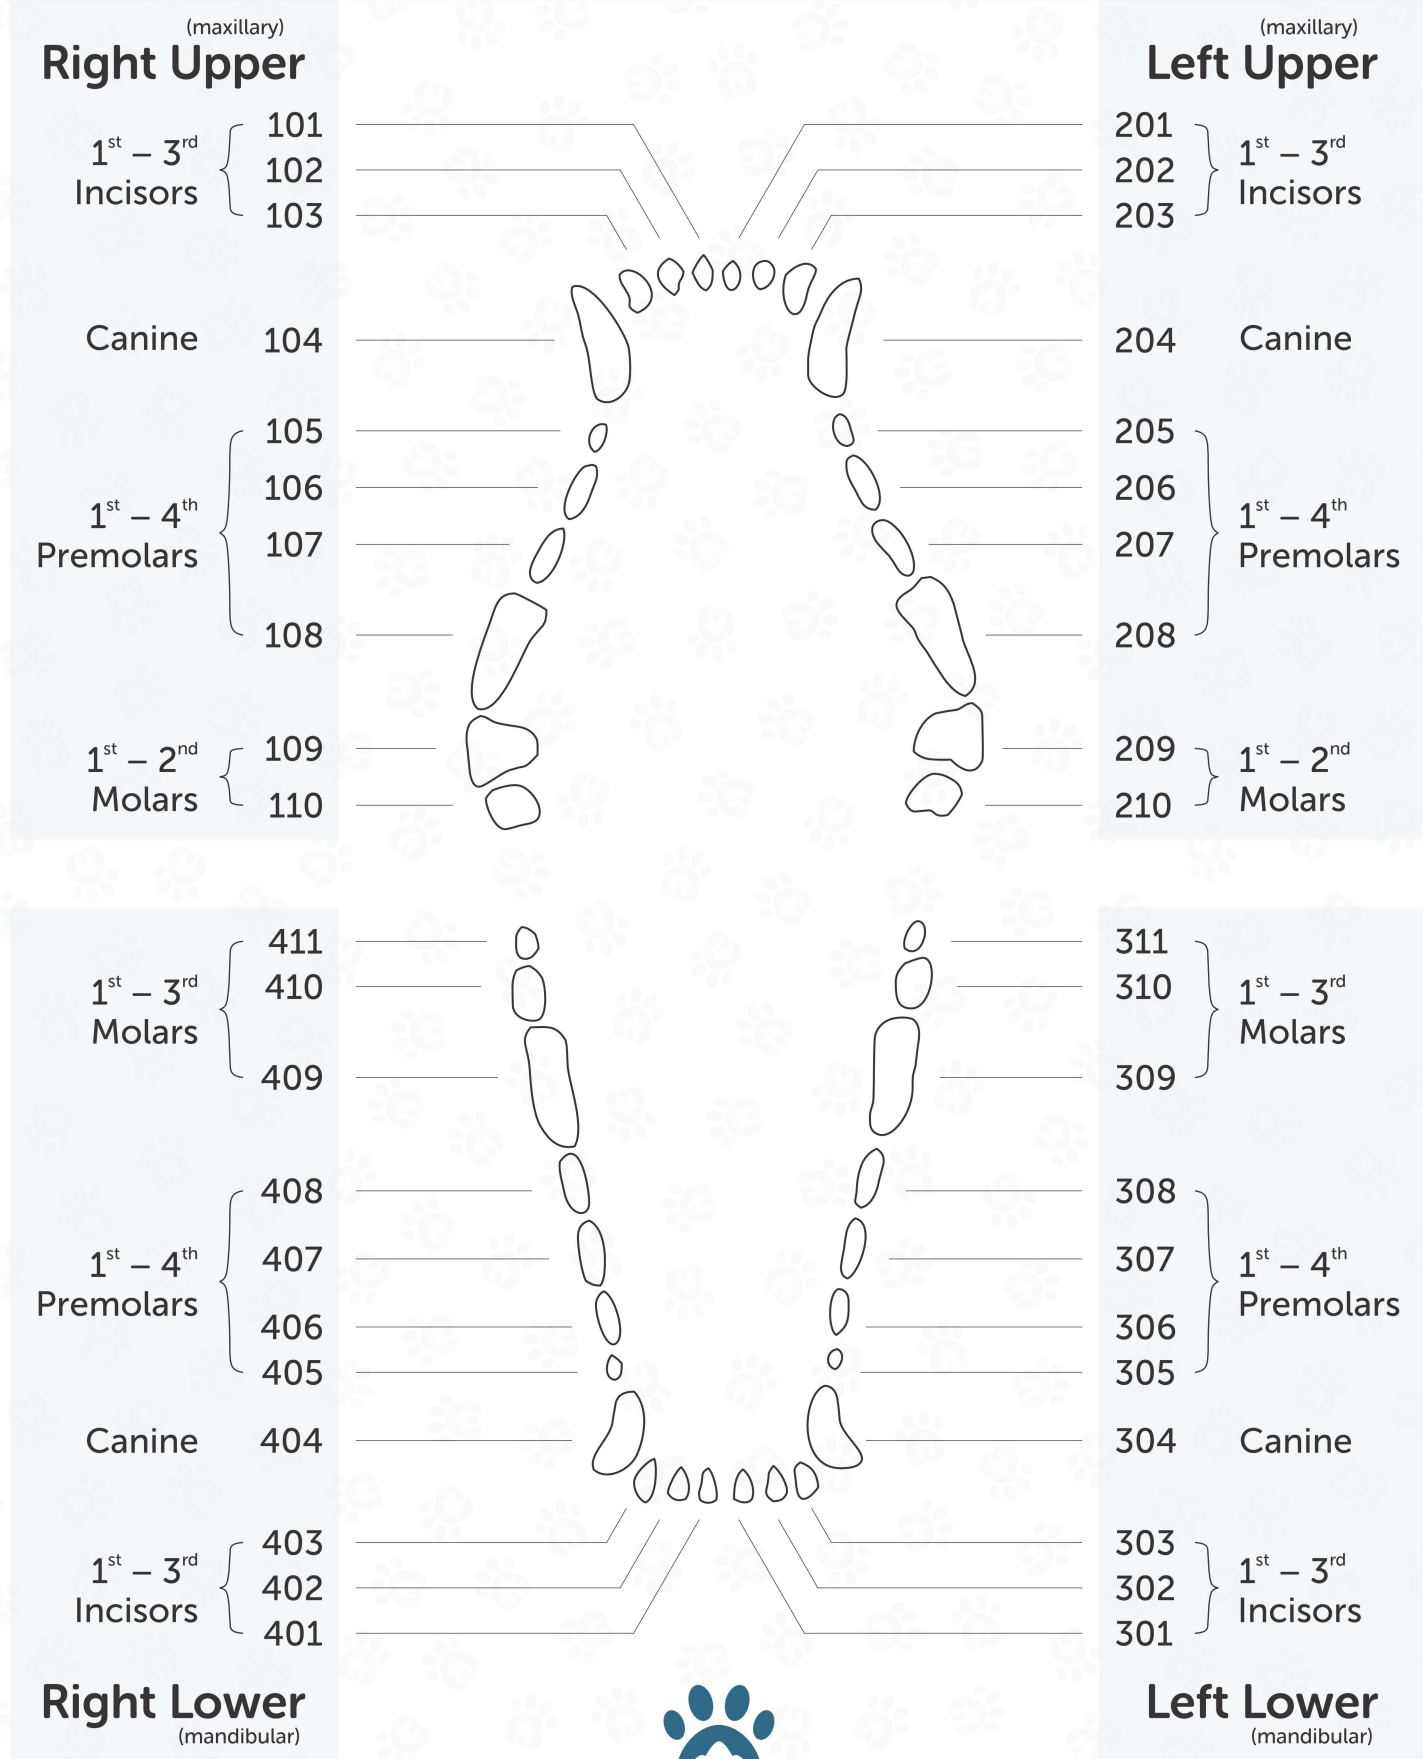 (maxillary)
Right Upper
1st – 3rd
Incisors
101
102
103
Canine
104
1st – 4th
Premolars
105
106
107
108
1st – 2nd
Molars
109
110
(maxillary)
Left Upper
201
202
203
1st – 3rd
Incisors
204
Canine
205
206
207
208
1st – 4th
Premolars
209
210
1st – 2nd
Molars
1st – 3rd
Molars
411
410
409
1st – 4th
Premolars
408
407
406
405
Canine
404
1st – 3rd
Incisors
403
402
401
Right Lower
(mandibular)
311
310
309
1st – 3rd
Molars
308
307
306
305
1st – 4th
Premolars
304
Canine
303
302
301
1st – 3rd
Incisors
Left Lower
(mandibular)